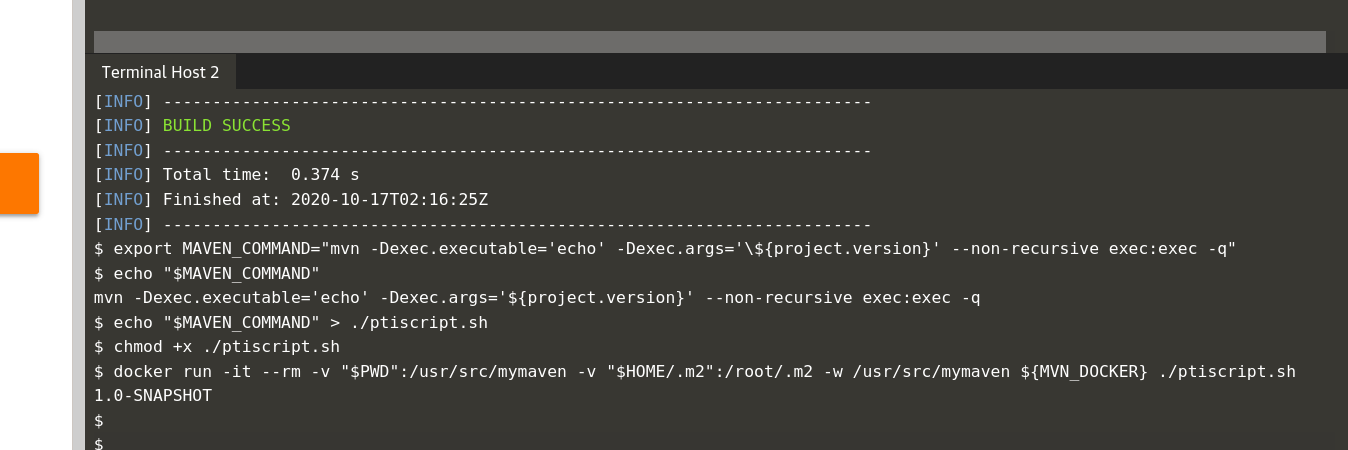 Terminal Host 2
[INFO] ------------------------------------------------------------------------
[INFO] BUILD SUCCESS
[INFO] ------------------------------------------------------------------------
[INFO] Total time:  0.374 s
[INFO] Finished at: 2020-10-17T02:16:25Z
[INFO] ------------------------------------------------------------------------
$ export MAVEN_COMMAND="mvn -Dexec.executable='echo' -Dexec.args='\${project.version}' --non-recursive exec:exec -q"
$ echo "$MAVEN_COMMAND"
mvn -Dexec.executable='echo' -Dexec.args='${project.version}' --non-recursive exec:exec -q
$ echo "$MAVEN_COMMAND" > ./ptiscript.sh
$ chmod +x ./ptiscript.sh
$ docker run -it --rm -v "$PWD":/usr/src/mymaven -v "$HOME/.m2":/root/.m2 -w /usr/src/mymaven ${MVN_DOCKER} ./ptiscript.sh
1.0-SNAPSHOT
$
$